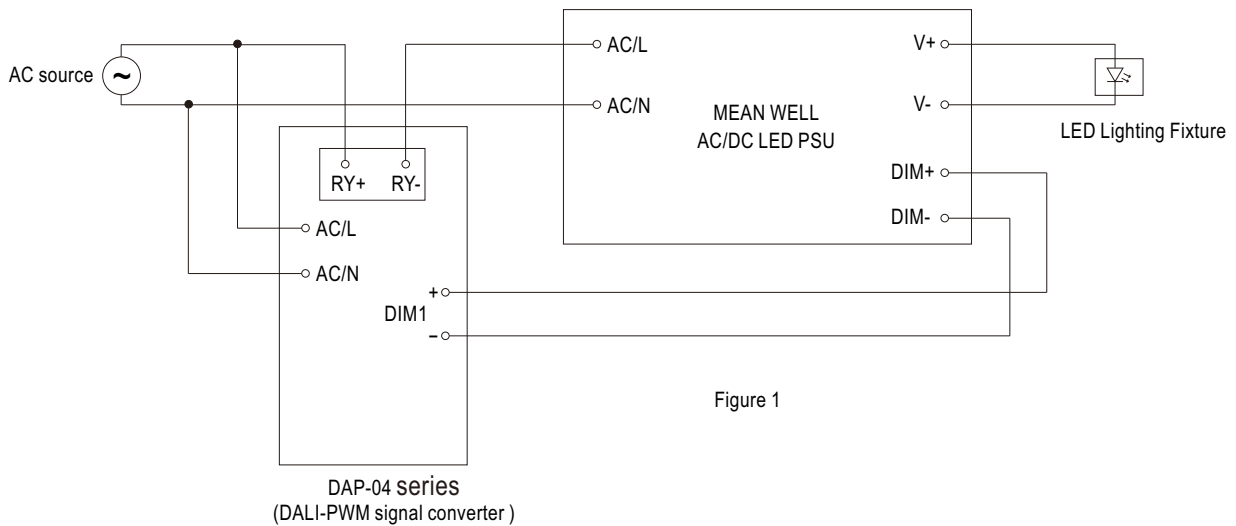 AC source
~
RY+ RY-
AC/L
AC/N
+
DIM1
–
DAP-04 series
(DALI-PWM signal converter )
AC/L
AC/N
MEAN WELL
AC/DC LED PSU
V+
V-
DIM+
DIM-
LED Lighting Fixture
Figure 1